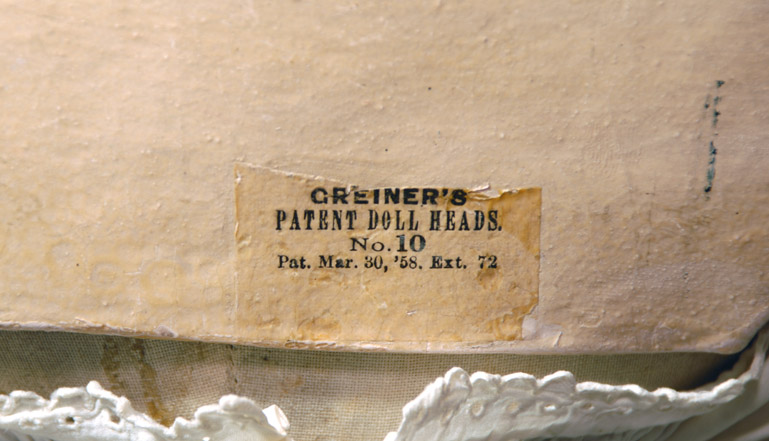 GREINER'S
PATENT DOLL HEADS.
No. 10
Pat. Mar. 30, '58. Ext. 72